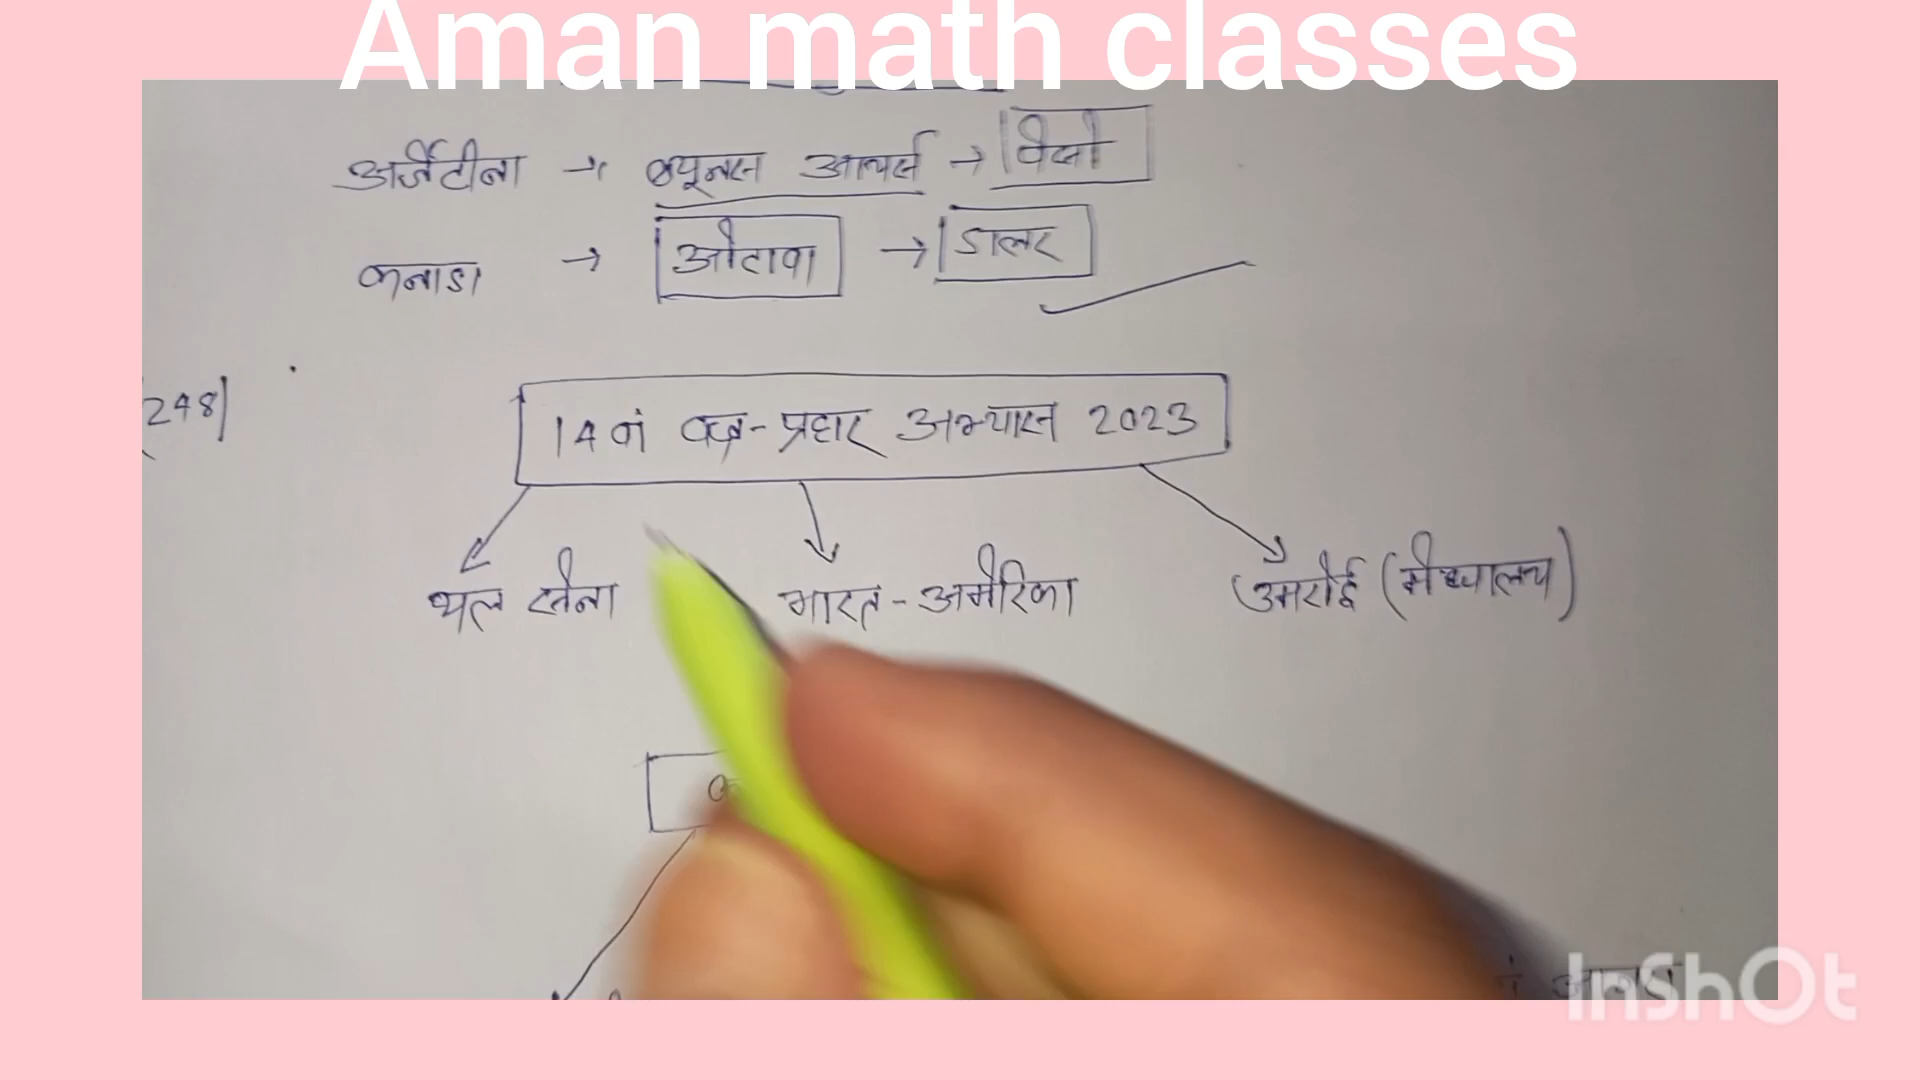 Aman math classes
अर्जेंटीना → ब्यूनस आयर्स → पेसो
कनाडा → ओटावा → डालर
(248)
14वां वज्र-प्रहार अभ्यास 2023
थल सेना भारत-अमेरिका उमरोई (मेघालय)
InShOt